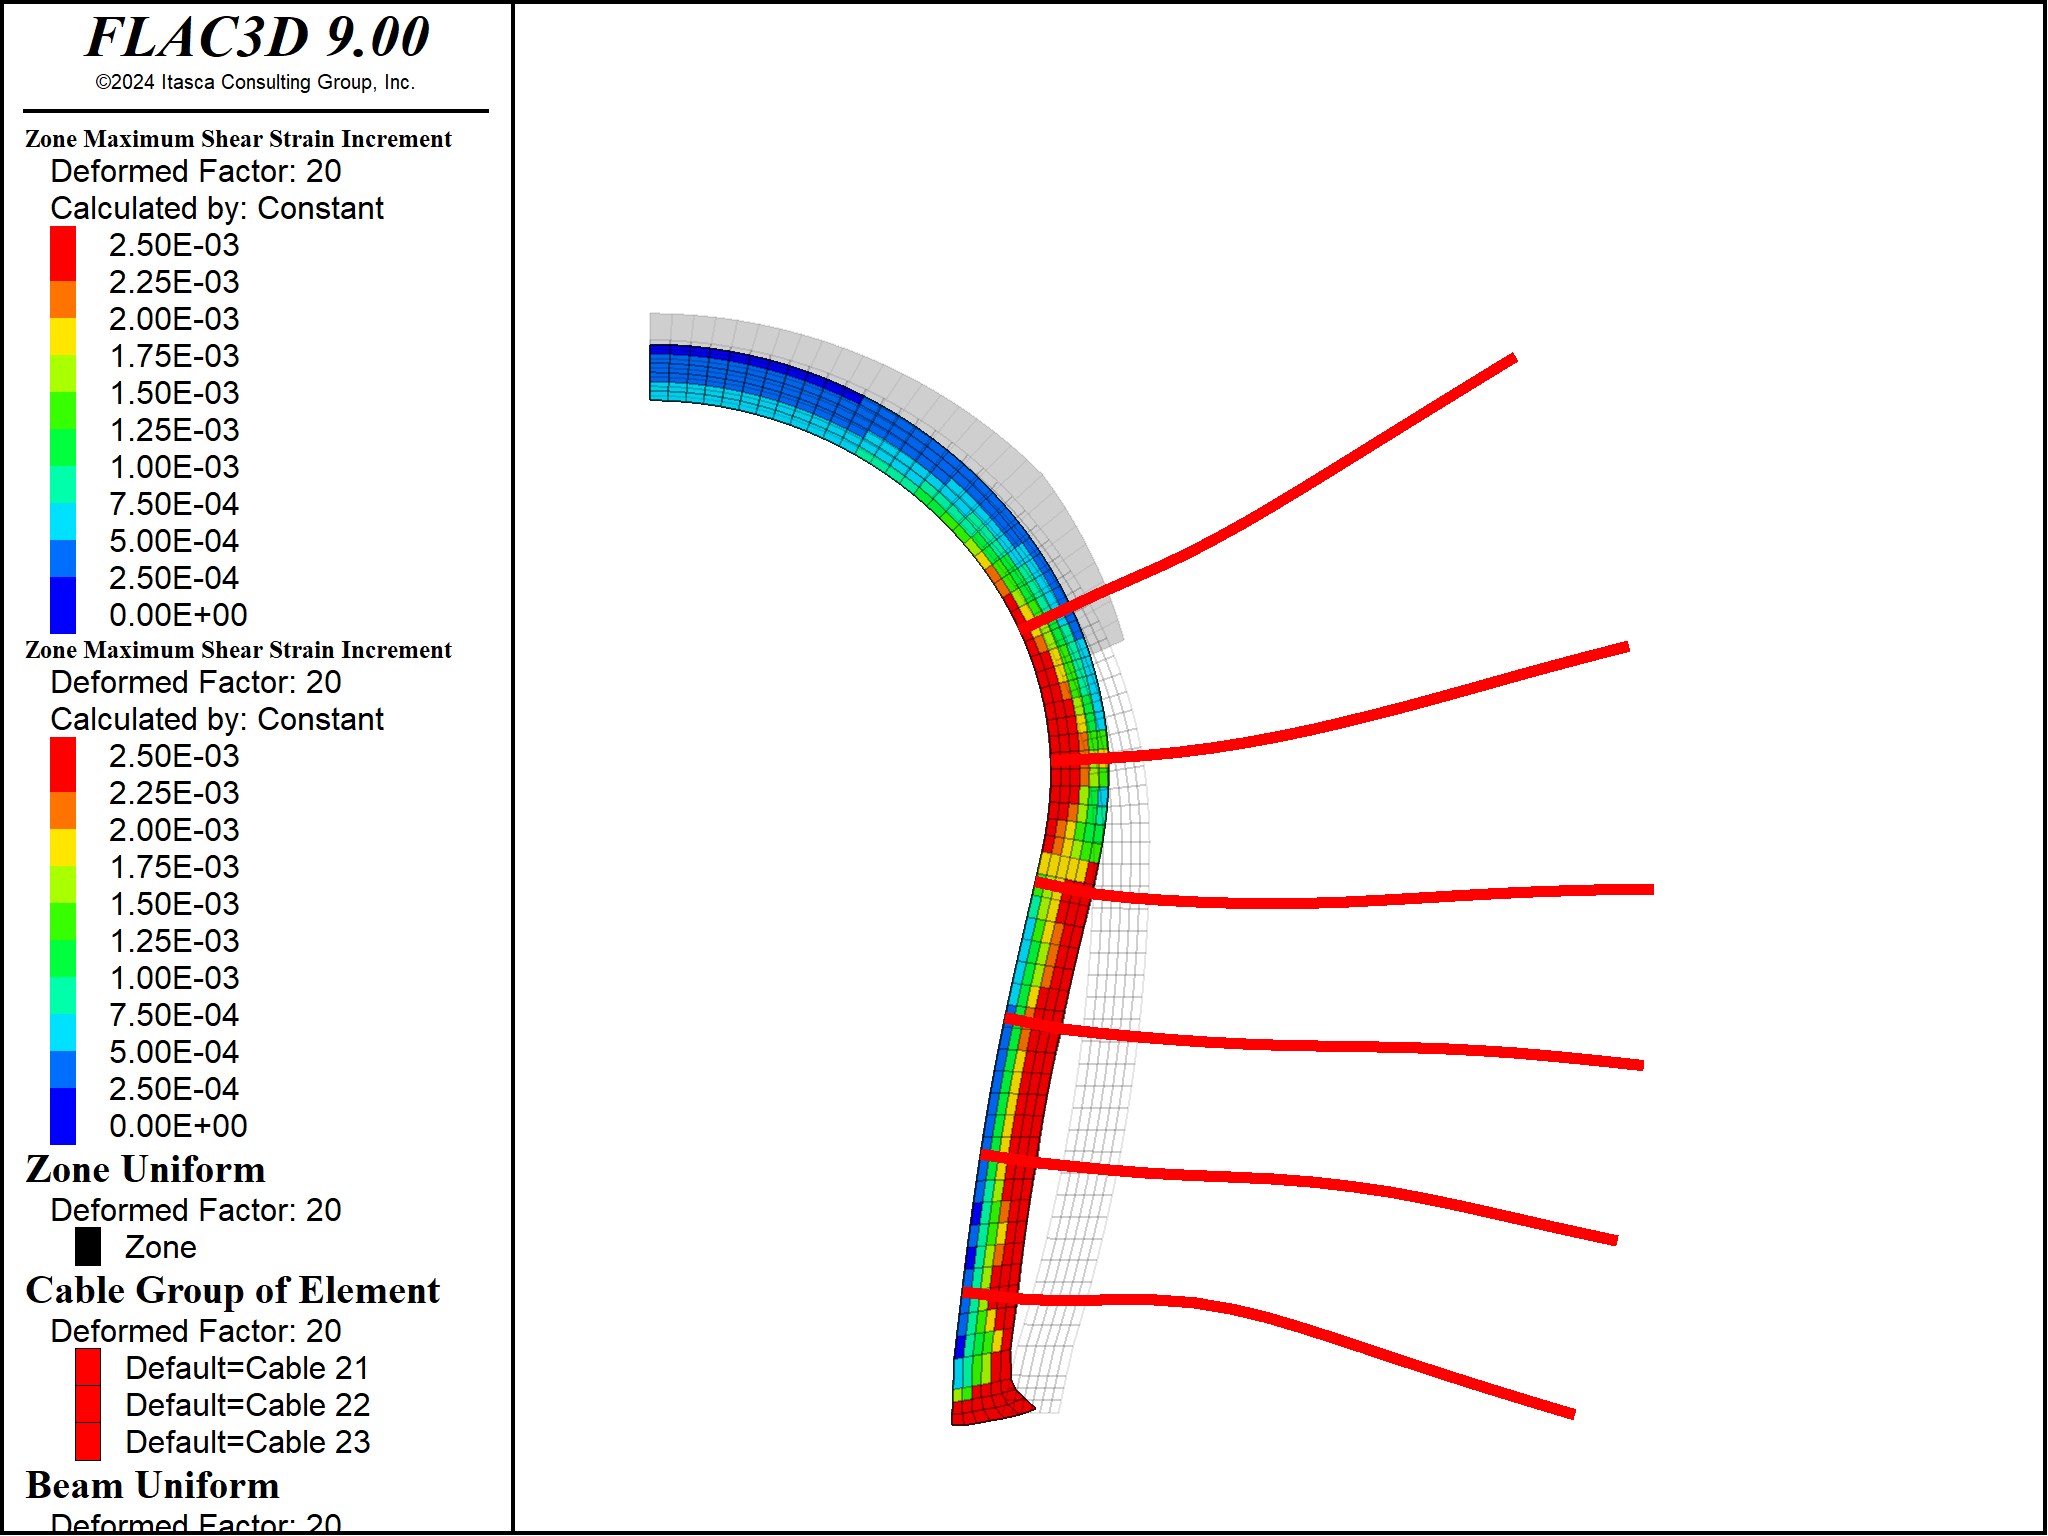 FLAC3D 9.00
©2024 Itasca Consulting Group, Inc.
Zone Maximum Shear Strain Increment
Deformed Factor: 20
Calculated by: Constant
2.50E-03
2.25E-03
2.00E-03
1.75E-03
1.50E-03
1.25E-03
1.00E-03
7.50E-04
5.00E-04
2.50E-04
0.00E+00
Zone Maximum Shear Strain Increment
Deformed Factor: 20
Calculated by: Constant
2.50E-03
2.25E-03
2.00E-03
1.75E-03
1.50E-03
1.25E-03
1.00E-03
7.50E-04
5.00E-04
2.50E-04
0.00E+00
Zone Uniform
Deformed Factor: 20
Zone
Cable Group of Element
Deformed Factor: 20
Default=Cable 21
Default=Cable 22
Default=Cable 23
Beam Uniform
Deformed Factor: 20